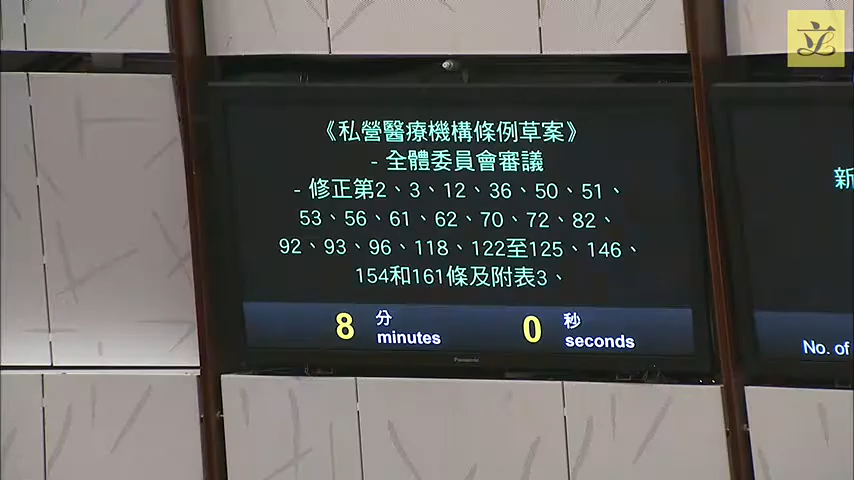 《私營醫療機構條例草案》
- 全體委員會審議
- 修正第2、3、12、36、50、51、
53、56、61、62、70、72、82、
92、93、96、118、122至125、146、
154和161條及附表3、
8 分 minutes 0 秒 seconds
Panasonic
新
No. of
立